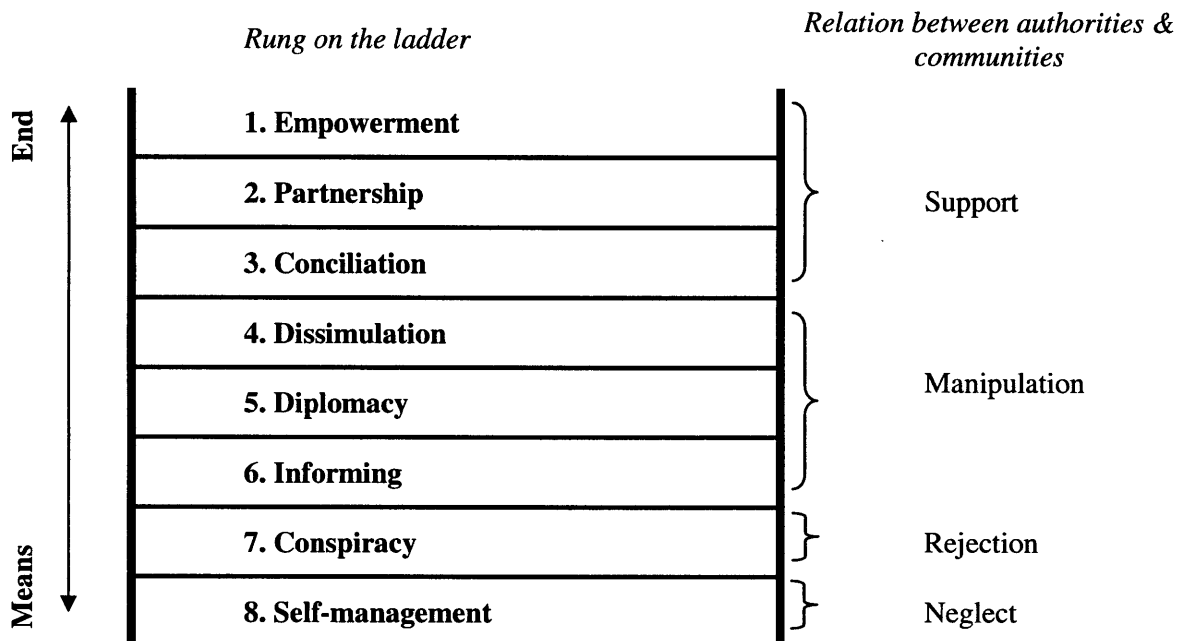 Rung on the ladder
Relation between authorities &
communities
End
Means
1. Empowerment
2. Partnership
3. Conciliation
Support
4. Dissimulation
5. Diplomacy
6. Informing
Manipulation
7. Conspiracy
Rejection
8. Self-management
Neglect